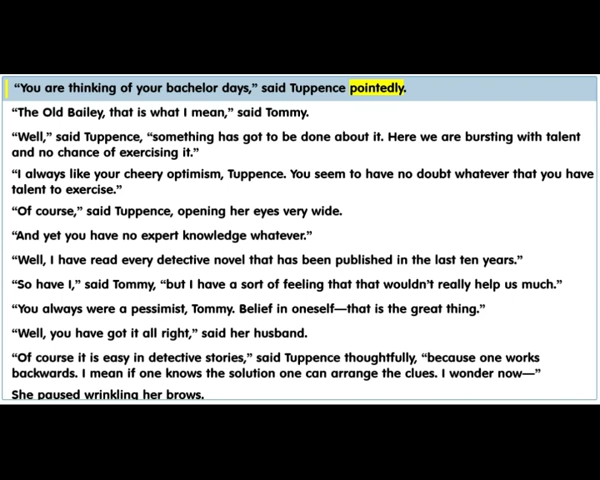 “You are thinking of your bachelor days,” said Tuppence pointedly.
“The Old Bailey, that is what I mean,” said Tommy.
“Well,” said Tuppence, “something has got to be done about it. Here we are bursting with talent
and no chance of exercising it.”
“I always like your cheery optimism, Tuppence. You seem to have no doubt whatever that you have
talent to exercise.”
“Of course,” said Tuppence, opening her eyes very wide.
“And yet you have no expert knowledge whatever.”
“Well, I have read every detective novel that has been published in the last ten years.”
“So have I,” said Tommy, “but I have a sort of feeling that that wouldn’t really help us much.”
“You always were a pessimist, Tommy. Belief in oneself—that is the great thing.”
“Well, you have got it all right,” said her husband.
“Of course it is easy in detective stories,” said Tuppence thoughtfully, “because one works
backwards. I mean if one knows the solution one can arrange the clues. I wonder now—”
She paused wrinkling her brows.